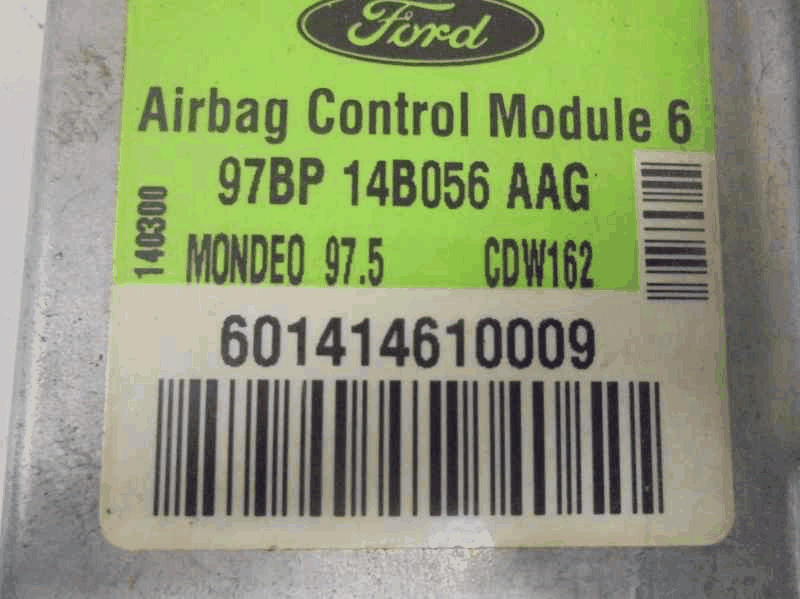 Ford
Airbag Control Module 6
97BP 14B056 AAG
140300
MONDEO 97.5 CDW162
601414610009